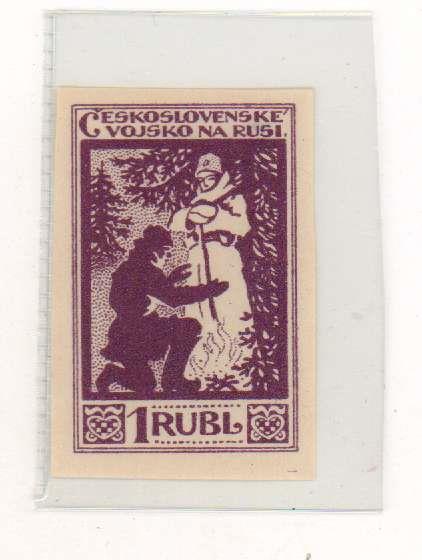 ČESKOSLOVENSKÉ
VOJSKO NA RUSI.
1 RUBL